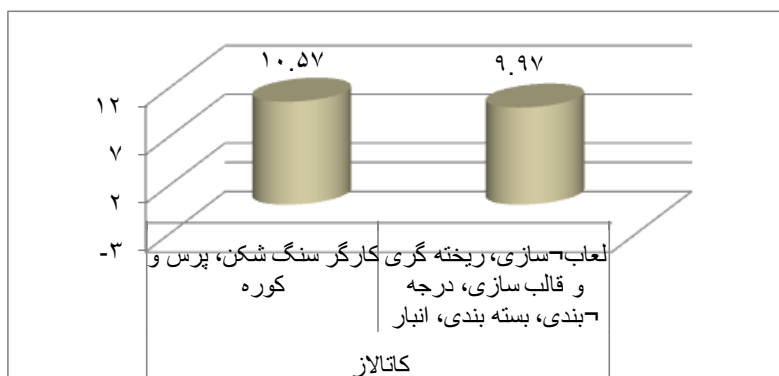 ۱۰.۵۷
۹.۹۷
۱۲
۷
۲
-۳
کارگر سنگ شکن، پرس و
کوره
لعاب¬سازی، ریخته گری
و قالب سازی، درجه
¬بندی، بسته بندی، انبار
کاتالاز